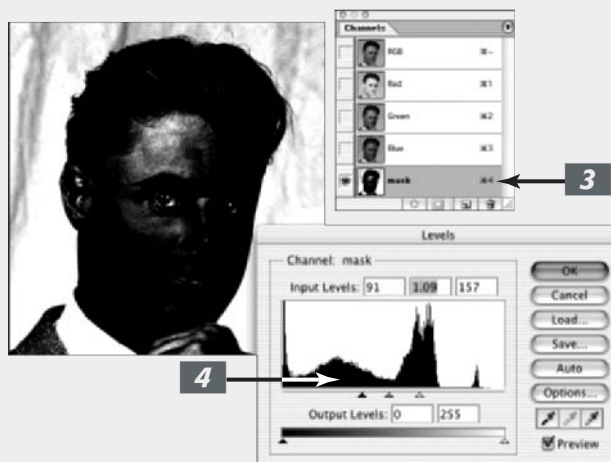 Channels
RGB ⌘~
Red ⌘1
Green ⌘2
Blue ⌘3
mask ⌘4
3
Levels
Channel: mask
Input Levels: 91 1.09 157
OK
Cancel
Load...
Save...
Auto
Options...
Preview
4
Output Levels: 0 255